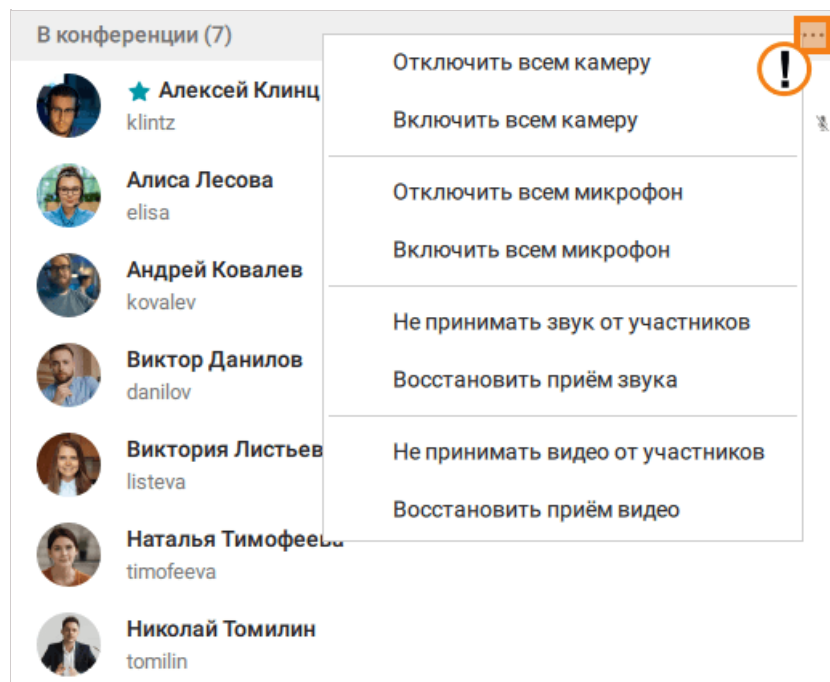 В конференции (7)
...
Отключить всем камеру
!
Алексей Клинц
klintz
Включить всем камеру
Алиса Лесова
elisa
Отключить всем микрофон
Андрей Ковалев
kovalev
Включить всем микрофон
Не принимать звук от участников
Виктор Данилов
danilov
Восстановить приём звука
Виктория Листьев
listeva
Не принимать видео от участников
Восстановить приём видео
Наталья Тимофеева
timofeeva
Николай Томилин
tomilin